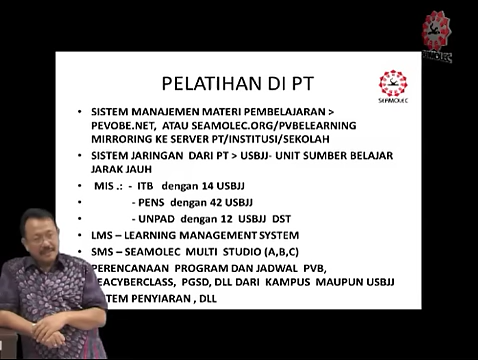 SEAMOLEC
PELATIHAN DI PT
SEAMOLEC
• SISTEM MANAJEMEN MATERI PEMBELAJARAN >
PEVOBE.NET, ATAU SEAMOLEC.ORG/PVBELEARNING
MIRRORING KE SERVER PT/INSTITUSI/SEKOLAH
• SISTEM JARINGAN DARI PT > USBJJ- UNIT SUMBER BELAJAR
JARAK JAUH
• MIS .: - ITB dengan 14 USBJJ
• - PENS dengan 42 USBJJ
• - UNPAD dengan 12 USBJJ DST
• LMS – LEARNING MANAGEMENT SYSTEM
• SMS – SEAMOLEC MULTI STUDIO (A,B,C)
PERENCANAAN PROGRAM DAN JADWAL PVB,
EACYBERCLASS, PGSD, DLL DARI KAMPUS MAUPUN USBJJ
STEM PENYIARAN , DLL